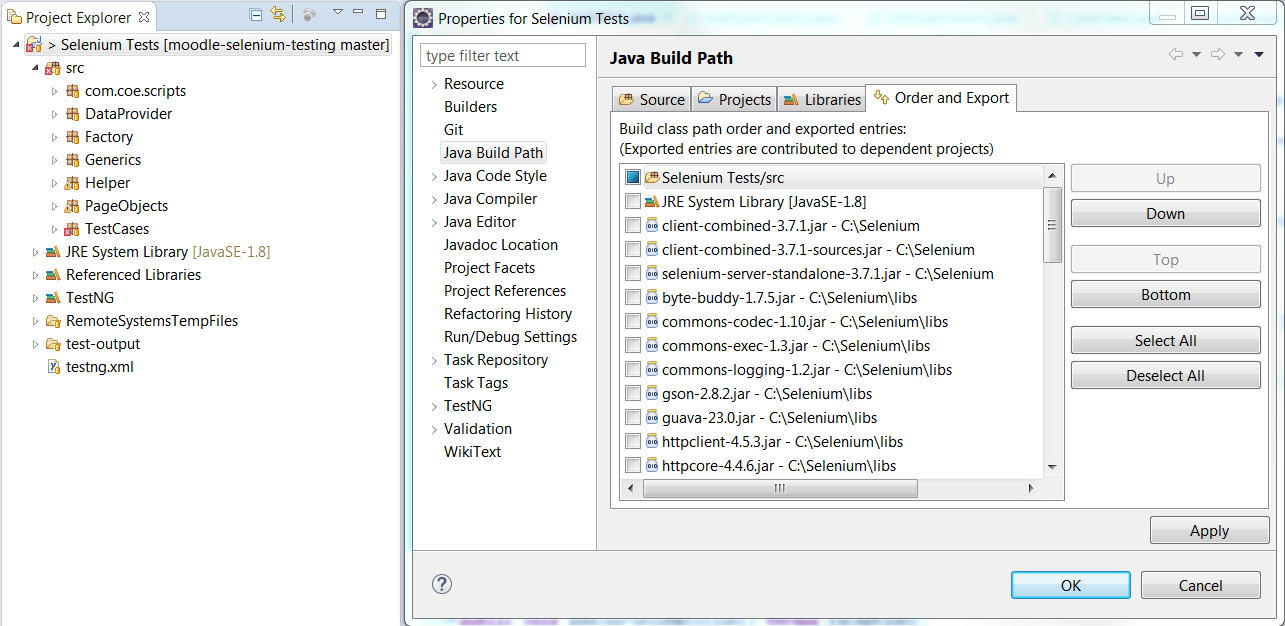 Project Explorer
> Selenium Tests [moodle-selenium-testing master]
src
com.coe.scripts
DataProvider
Factory
Generics
Helper
PageObjects
TestCases
JRE System Library [JavaSE-1.8]
Referenced Libraries
TestNG
RemoteSystemsTempFiles
test-output
testng.xml
Properties for Selenium Tests
type filter text
Resource
Builders
Git
Java Build Path
Java Code Style
Java Compiler
Java Editor
Javadoc Location
Project Facets
Project References
Refactoring History
Run/Debug Settings
Task Repository
Task Tags
TestNG
Validation
WikiText
Java Build Path
Source Projects Libraries Order and Export
Build class path order and exported entries:
(Exported entries are contributed to dependent projects)
Selenium Tests/src
JRE System Library [JavaSE-1.8]
client-combined-3.7.1.jar - C:\Selenium
client-combined-3.7.1-sources.jar - C:\Selenium
selenium-server-standalone-3.7.1.jar - C:\Selenium
byte-buddy-1.7.5.jar - C:\Selenium\libs
commons-codec-1.10.jar - C:\Selenium\libs
commons-exec-1.3.jar - C:\Selenium\libs
commons-logging-1.2.jar - C:\Selenium\libs
gson-2.8.2.jar - C:\Selenium\libs
guava-23.0.jar - C:\Selenium\libs
httpclient-4.5.3.jar - C:\Selenium\libs
httpcore-4.4.6.jar - C:\Selenium\libs
Up
Down
Top
Bottom
Select All
Deselect All
Apply
?
OK
Cancel